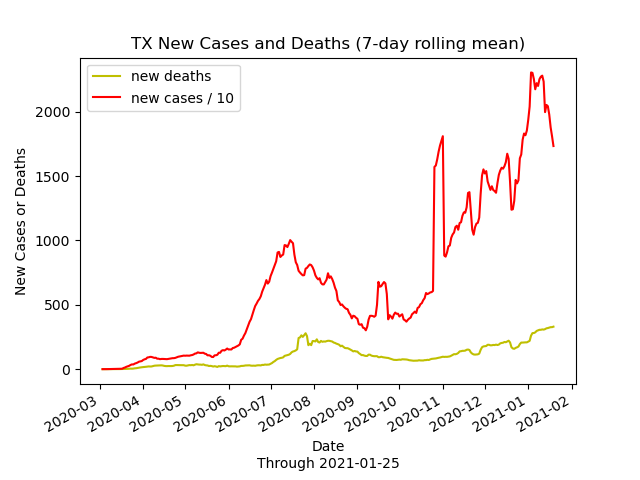 TX New Cases and Deaths (7-day rolling mean)
new deaths
new cases / 10
New Cases or Deaths
2000
1500
1000
500
0
2020-03
2020-04
2020-05
2020-06
2020-07
2020-08
2020-09
2020-10
2020-11
2020-12
2021-01
2021-02
Date
Through 2021-01-25